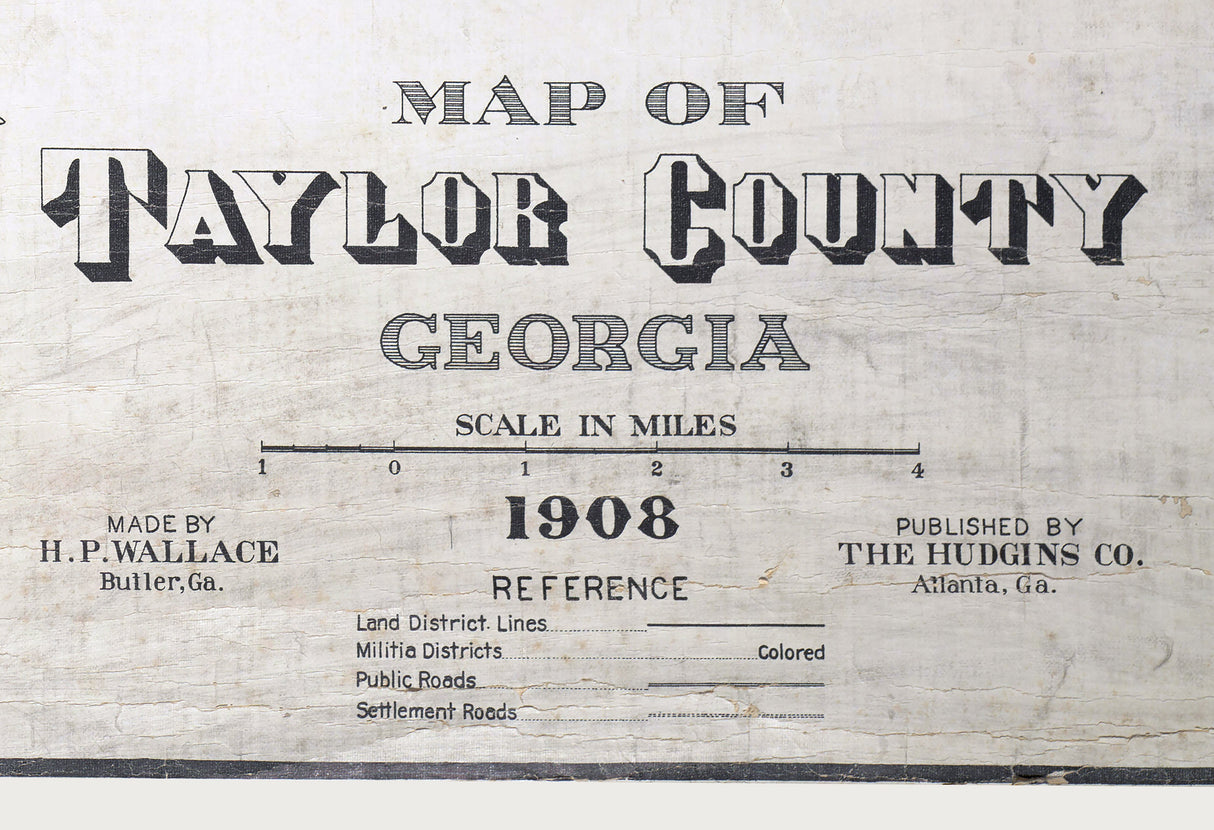 MAP OF
TAYLOR COUNTY
GEORGIA
SCALE IN MILES
1 0 1 2 3 4
1908
MADE BY
H.P.WALLACE
Butler, Ga.
PUBLISHED BY
THE HUDGINS CO.
Atlanta, Ga.
REFERENCE
Land District Lines
Militia Districts Colored
Public Roads
Settlement Roads